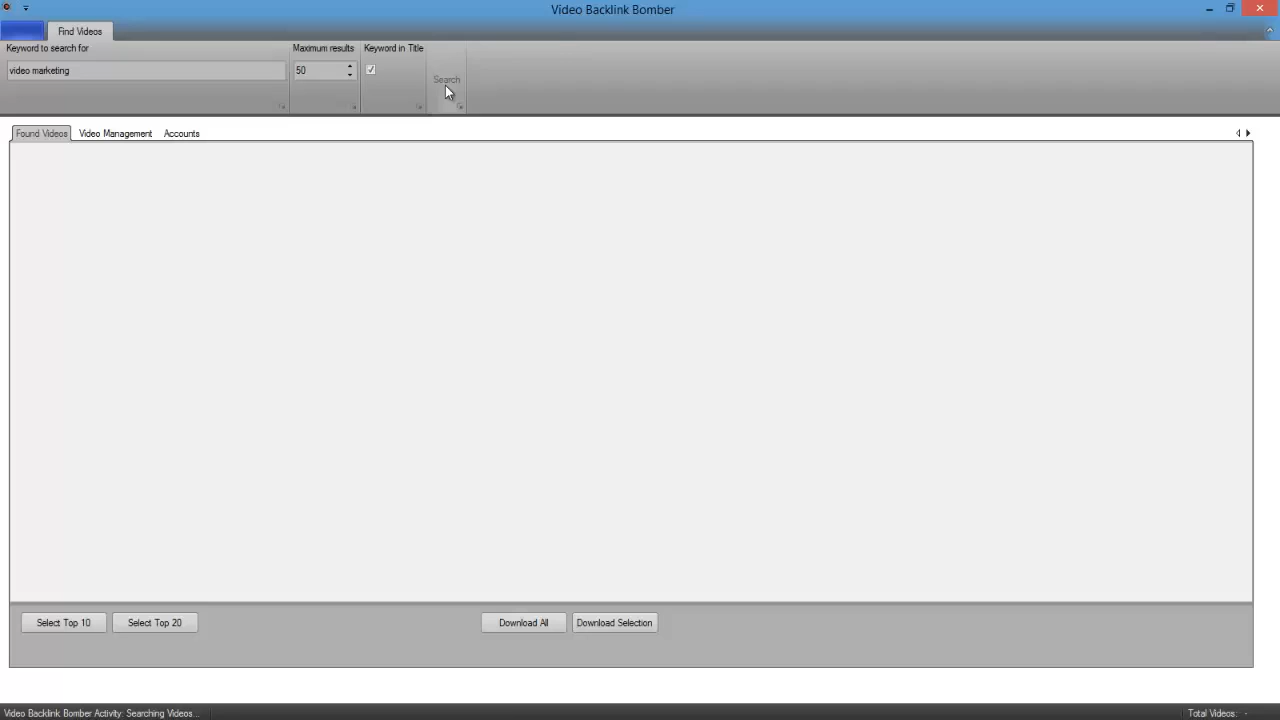 Video Backlink Bomber
Find Videos
Keyword to search for
Maximum results
Keyword in Title
video marketing
50
Search
Found Videos
Video Management
Accounts
Select Top 10
Select Top 20
Download All
Download Selection
Video Backlink Bomber Activity: Searching Videos...
Total Videos: -